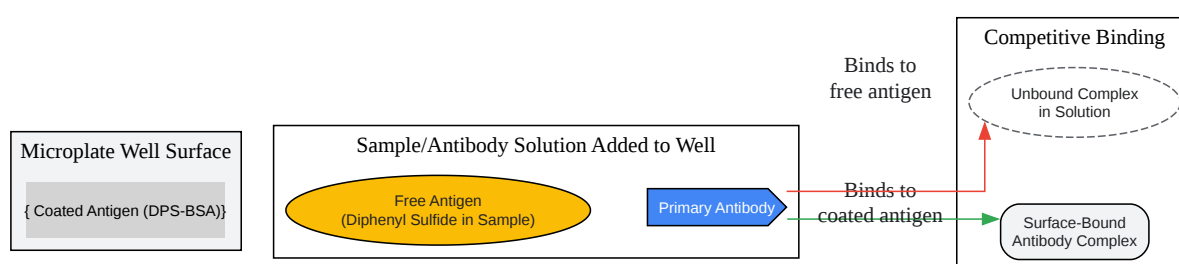 Microplate Well Surface
{ Coated Antigen (DPS-BSA)}
Sample/Antibody Solution Added to Well
Free Antigen
(Diphenyl Sulfide in Sample)
Primary Antibody
Binds to
free antigen
Binds to
coated antigen
Competitive Binding
Unbound Complex
in Solution
Surface-Bound
Antibody Complex